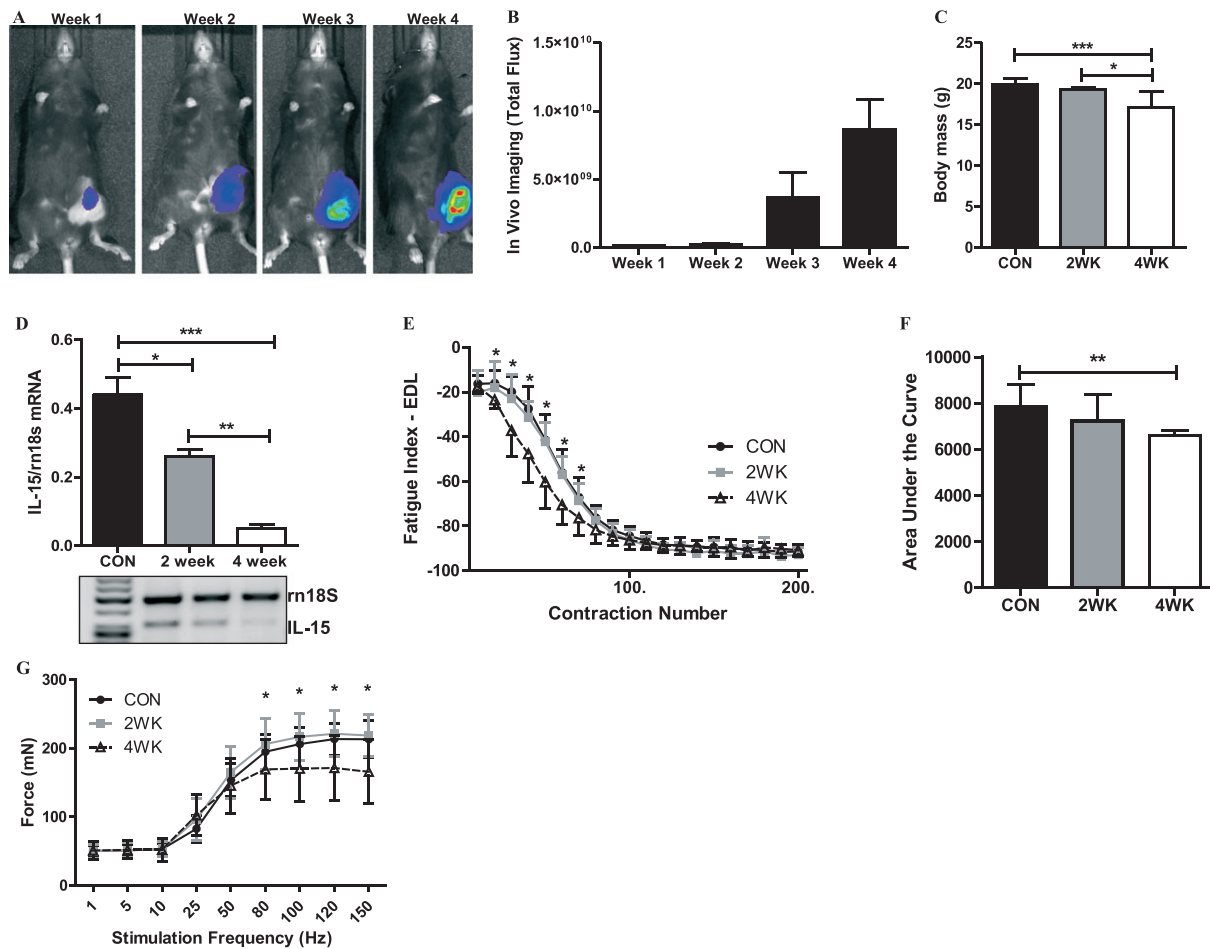 A
Week 1 Week 2 Week 3 Week 4
B
In Vivo Imaging (Total Flux)
1.5×10¹⁰
1.0×10¹⁰
5.0×10⁰⁹
0.0
Week 1 Week 2 Week 3 Week 4
C
Body mass (g)
25
20
15
10
5
0
***
*
CON 2WK 4WK
D
IL-15/rn18s mRNA
0.6
0.4
0.2
0.0
***
*
**
CON 2 week 4 week
rn18S
IL-15
E
Fatigue Index - EDL
0
-20
-40
-60
-80
-100
* * * * * *
CON
2WK
4WK
100. 200.
Contraction Number
F
Area Under the Curve
10000
8000
6000
4000
2000
0
**
CON 2WK 4WK
G
Force (mN)
300
200
100
0
CON
2WK
4WK
* * * *
1 5 10 25 50 80 100 120 150
Stimulation Frequency (Hz)